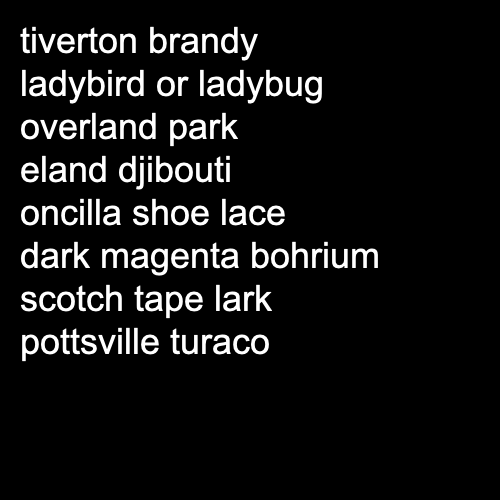 tiverton brandy
ladybird or ladybug
overland park
eland djibouti
oncilla shoe lace
dark magenta bohrium
scotch tape lark
pottsville turaco